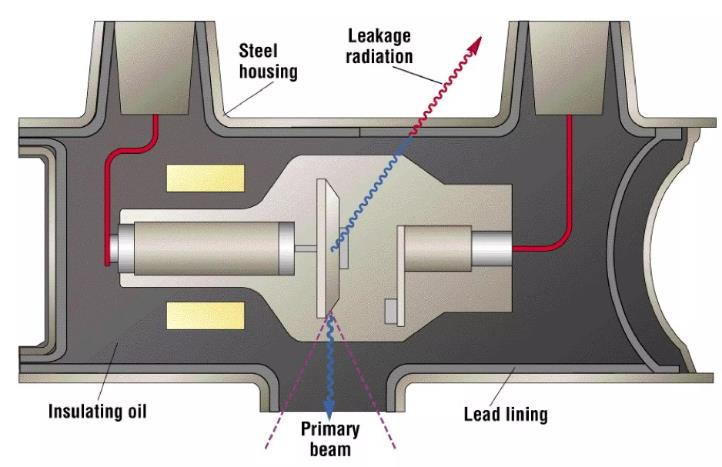 Leakage
radiation
Steel
housing
Insulating oil
Primary
beam
Lead lining